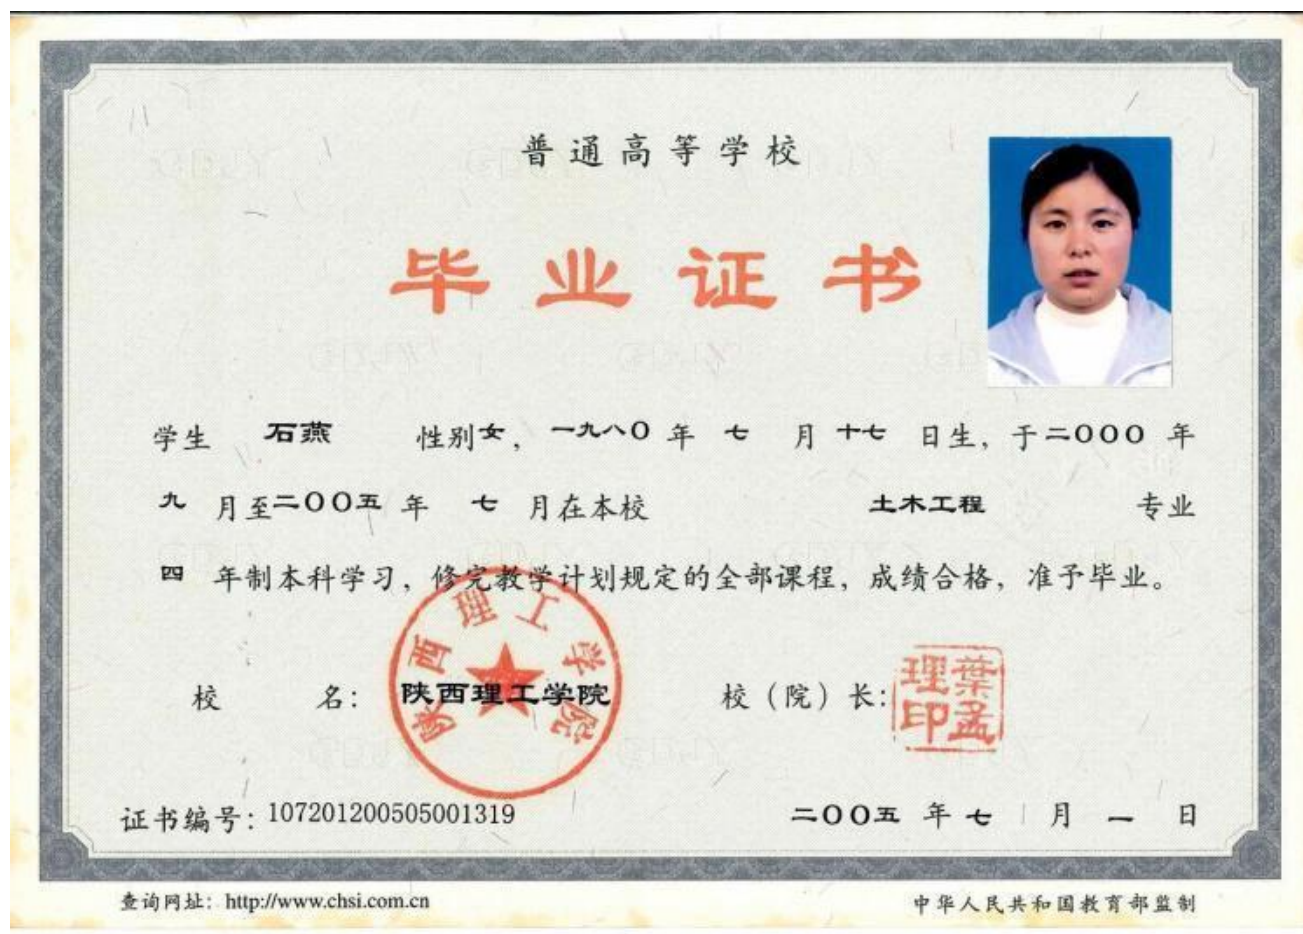 普通高等学校
毕业证书
学生 石燕 性别女，一九八〇年 七 月 十七 日生，于二〇〇〇年
九 月至二〇〇五 年 七 月在本校 土木工程 专业
四 年制本科学习，修完教学计划规定的全部课程，成绩合格，准予毕业。
校 名：陕西理工学院 校（院）长：
陕西理工学院
葉孟理印
证书编号：107201200505001319 二〇〇五 年 七 月 一 日
查询网址：http://www.chsi.com.cn 中华人民共和国教育部监制